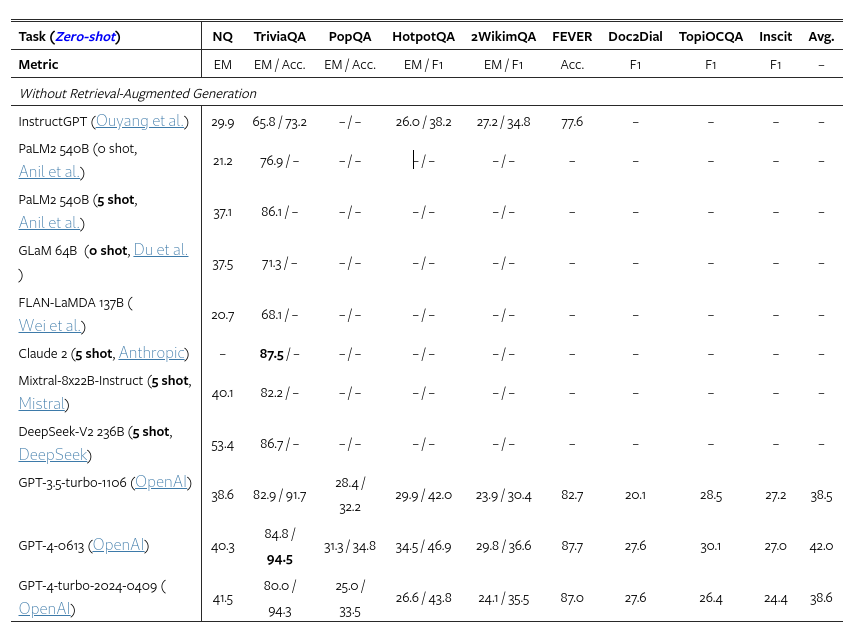 Task (Zero-shot) NQ TriviaQA PopQA HotpotQA 2WikimQA FEVER Doc2Dial TopiOCQA Inscit Avg.
Metric EM EM / Acc. EM / Acc. EM / F1 EM / F1 Acc. F1 F1 F1 –
Without Retrieval-Augmented Generation
InstructGPT (Ouyang et al.) 29.9 65.8 / 73.2 – / – 26.0 / 38.2 27.2 / 34.8 77.6 – – – –
PaLM2 540B (0 shot,
Anil et al.) 21.2 76.9 / – – / – – / – – / – – – – – –
PaLM2 540B (5 shot,
Anil et al.) 37.1 86.1 / – – / – – / – – / – – – – – –
GLaM 64B (0 shot, Du et al.
) 37.5 71.3 / – – / – – / – – / – – – – – –
FLAN-LaMDA 137B (
Wei et al.) 20.7 68.1 / – – / – – / – – / – – – – – –
Claude 2 (5 shot, Anthropic) – 87.5 / – – / – – / – – / – – – – – –
Mixtral-8x22B-Instruct (5 shot,
Mistral) 40.1 82.2 / – – / – – / – – / – – – – – –
DeepSeek-V2 236B (5 shot,
DeepSeek) 53.4 86.7 / – – / – – / – – / – – – – – –
GPT-3.5-turbo-1106 (OpenAI) 38.6 82.9 / 91.7 28.4 /
32.2 29.9 / 42.0 23.9 / 30.4 82.7 20.1 28.5 27.2 38.5
GPT-4-0613 (OpenAI) 40.3 84.8 /
94.5 31.3 / 34.8 34.5 / 46.9 29.8 / 36.6 87.7 27.6 30.1 27.0 42.0
GPT-4-turbo-2024-0409 (
OpenAI) 41.5 80.0 /
94.3 25.0 /
33.5 26.6 / 43.8 24.1 / 35.5 87.0 27.6 26.4 24.4 38.6